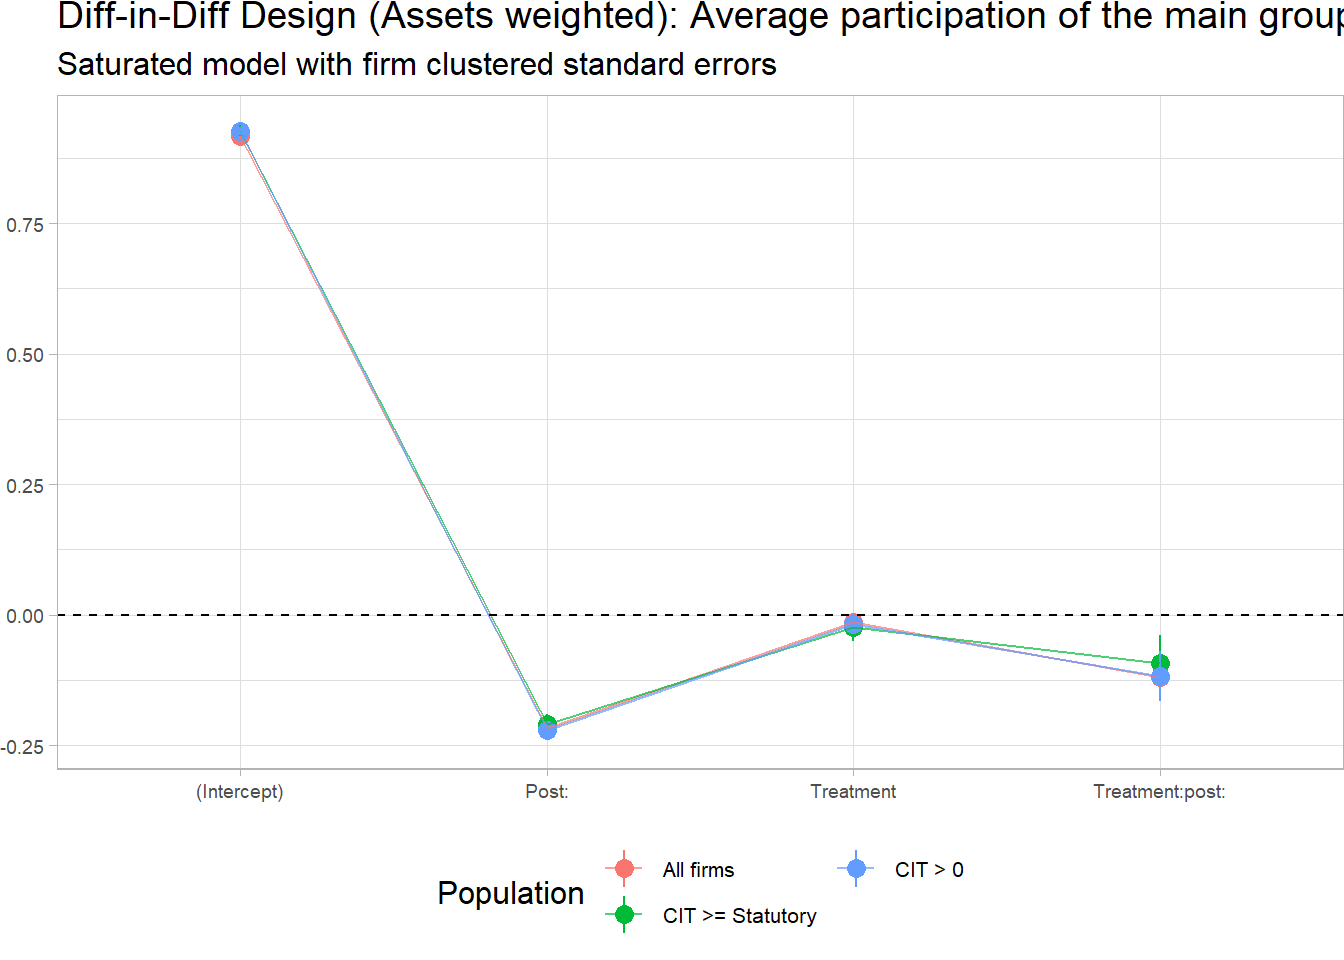 Diff-in-Diff Design (Assets weighted): Average participation of the main group
Saturated model with firm clustered standard errors
0.75
0.50
0.25
0.00
-0.25
(Intercept)
Post:
Treatment
Treatment:post:
Population
All firms
CIT > 0
CIT >= Statutory